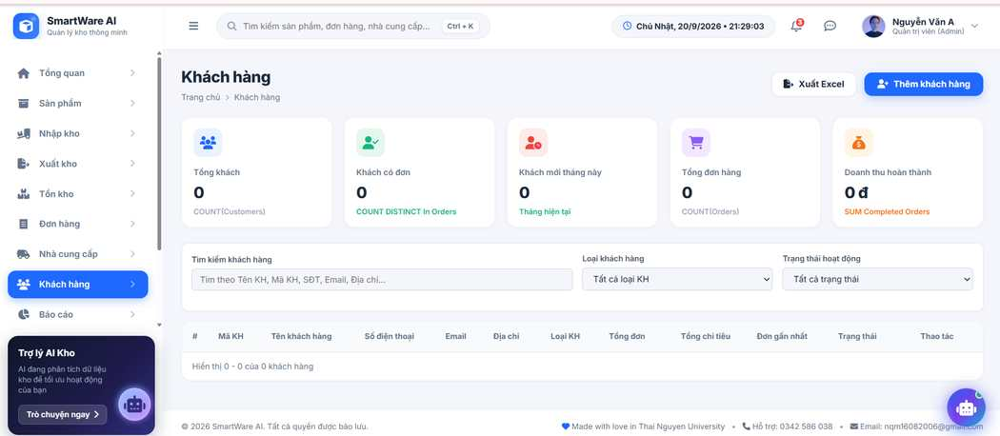 SmartWare AI
Quản lý kho thông minh
Tìm kiếm sản phẩm, đơn hàng, nhà cung cấp...
Ctrl + K
Chủ Nhật, 20/9/2026 • 21:29:03
3
Nguyễn Văn A
Quản trị viên (Admin)
Tổng quan
Sản phẩm
Nhập kho
Xuất kho
Tồn kho
Đơn hàng
Nhà cung cấp
Khách hàng
Báo cáo
Trợ lý AI Kho
AI đang phân tích dữ liệu
kho để tối ưu hoạt động
của bạn
Trò chuyện ngay
Khách hàng
Trang chủ > Khách hàng
Xuất Excel
Thêm khách hàng
Tổng khách
0
COUNT(Customers)
Khách có đơn
0
COUNT DISTINCT In Orders
Khách mới tháng này
0
Tháng hiện tại
Tổng đơn hàng
0
COUNT(Orders)
Doanh thu hoàn thành
0 đ
SUM Completed Orders
Tìm kiếm khách hàng
Tìm theo Tên KH, Mã KH, SĐT, Email, Địa chỉ...
Loại khách hàng
Tất cả loại KH
Trạng thái hoạt động
Tất cả trạng thái
# Mã KH Tên khách hàng Số điện thoại Email Địa chỉ Loại KH Tổng đơn Tổng chi tiêu Đơn gần nhất Trạng thái Thao tác
Hiển thị 0 - 0 của 0 khách hàng
© 2026 SmartWare AI. Tất cả quyền được bảo lưu.
Made with love in Thai Nguyen University • Hỗ trợ: 0342 586 038 • Email: nqm16082006@gmail.com